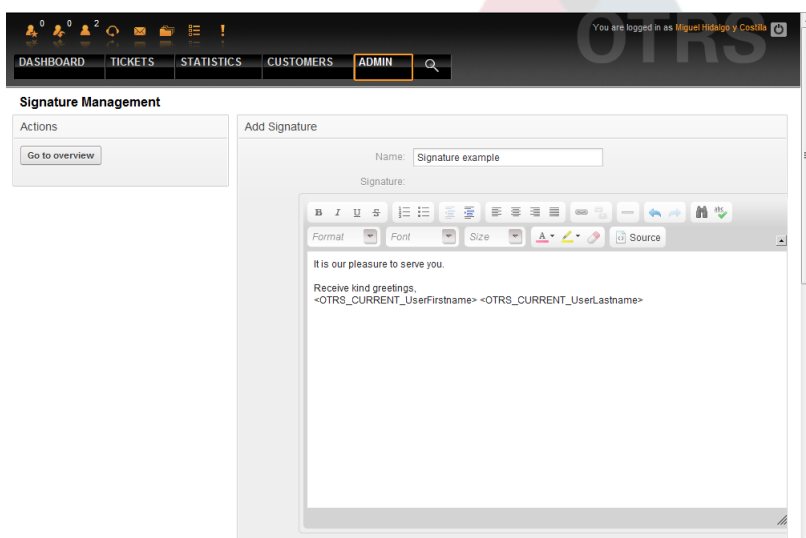 0 0 2
You are logged in as Miguel Hidalgo y Costilla
OTRS
DASHBOARD TICKETS STATISTICS CUSTOMERS ADMIN
Signature Management
Actions
Go to overview
Add Signature
Name: Signature example
Signature:
B I U S
Format Font Size A Source
It is our pleasure to serve you.
Receive kind greetings,
<OTRS_CURRENT_UserFirstname> <OTRS_CURRENT_UserLastname>